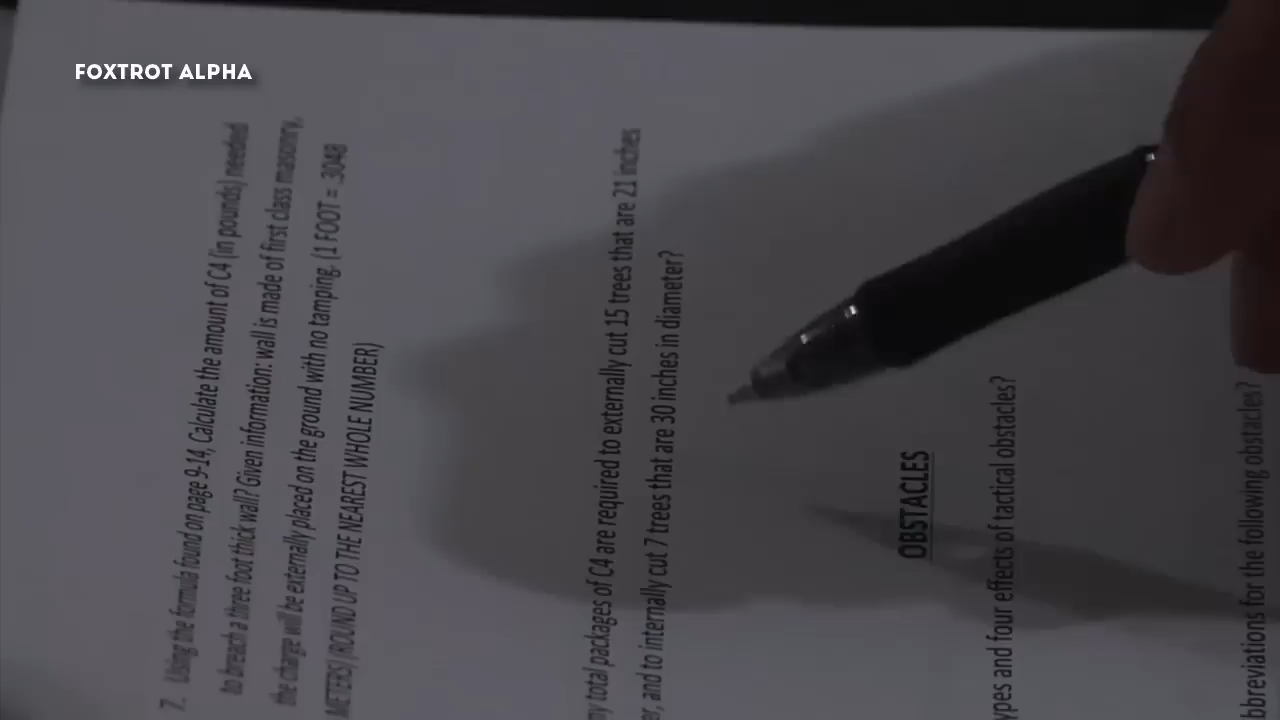 FOXTROT ALPHA
7. Using the formula found on page 9-14, Calculate the amount of C4 (in pounds) needed
to breach a three foot thick wall? Given information: wall is made of first class masonry,
the charge will be externally placed on the ground with no tamping. (1 FOOT = .3048
METERS) (ROUND UP TO THE NEAREST WHOLE NUMBER)
ny total packages of C4 are required to externally cut 15 trees that are 21 inches
er, and to internally cut 7 trees that are 30 inches in diameter?
OBSTACLES
ypes and four effects of tactical obstacles?
bbreviations for the following obstacles?